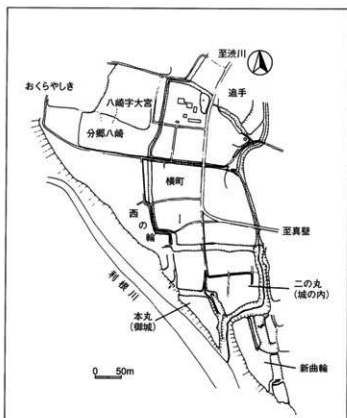 至渋川
追手
おくらやしき
八崎字大宮
分郷八崎
横町
西の輪
至真壁
利根川
二の丸
(城の内)
本丸
(御城)
新曲輪
0 50m